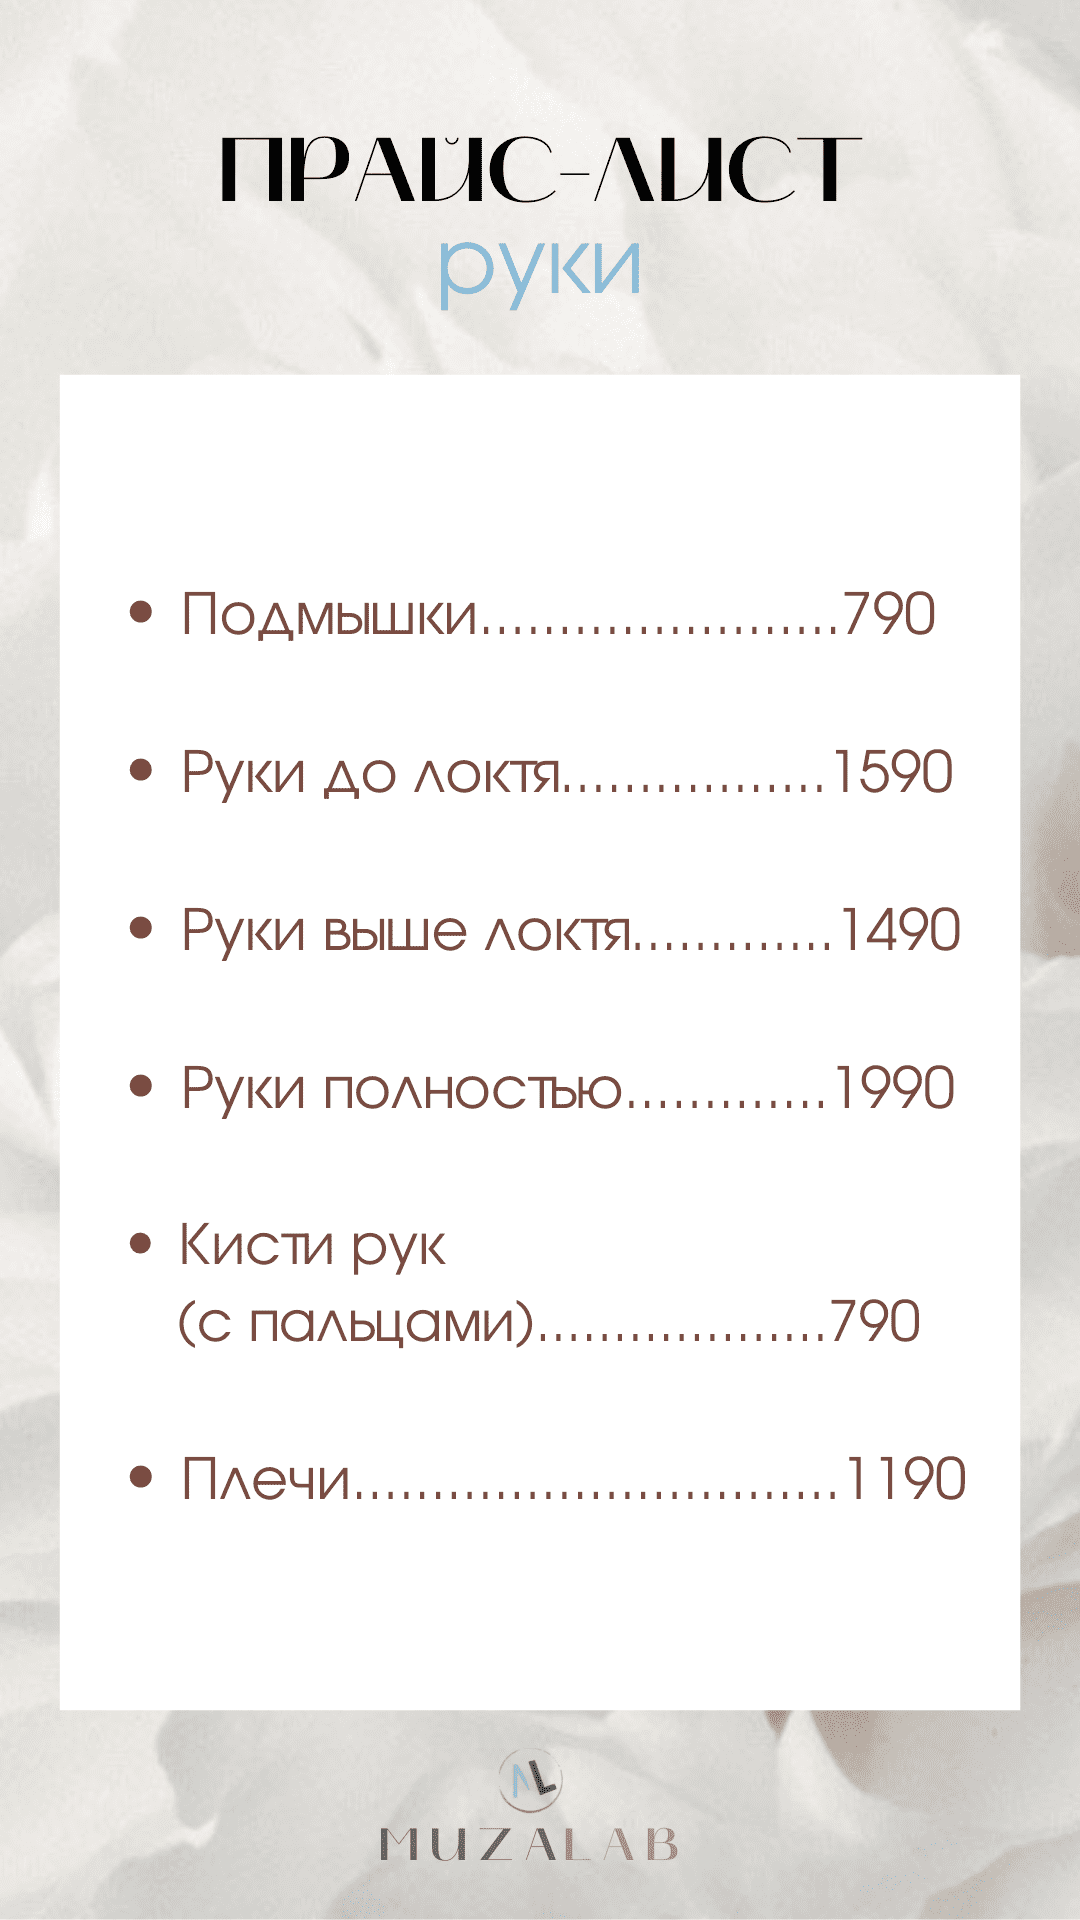 ПРАЙС-ЛИСТ
руки
• Подмышки.......................790
• Руки до локтя.................1590
• Руки выше локтя.............1490
• Руки полностью.............1990
• Кисти рук
(с пальцами)...................790
• Плечи...............................1190
ML
MUZALAB